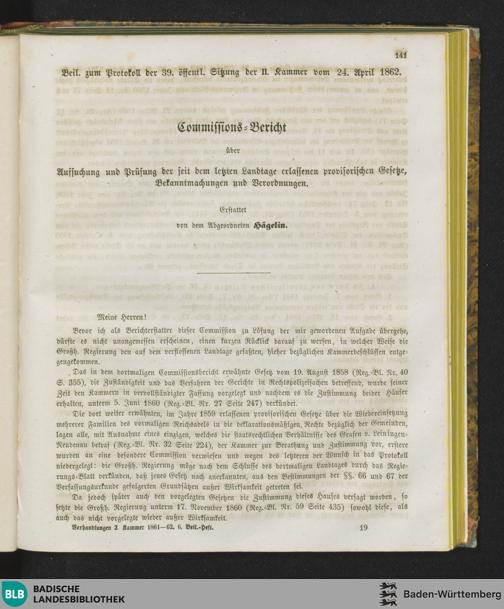 141
Beil. zum Protokoll der 39. öffentl. Sitzung der II. Kammer vom 24. April 1862.
Commissions-Bericht
über
Aufsuchung und Prüfung der seit dem letzten Landtage erlassenen provisorischen Gesetze,
Bekanntmachungen und Verordnungen.
Erstattet
von dem Abgeordneten Hägelin.
Meine Herren!
Bevor ich als Berichterstatter dieser Commission zu Lösung der mir gewordenen Aufgabe übergehe,
dürfte es nicht unangemessen erscheinen, einen kurzen Rückblick darauf zu werfen, in welcher Weise die
Großh. Regierung den auf dem verflossenen Landtag gefaßten, hierher bezüglichen Kammerbeschlüssen entge-
gengekommen.
Das in dem dortmaligen Commissionsbericht erwähnte Gesetz vom 19. August 1858 (Reg.-Bl. Nr. 40
S. 355), die Zuständigkeit und das Verfahren der Gerichte in Rechtspolizeisachen betreffend, wurde seiner
Zeit den Kammern in vervollständigter Fassung vorgelegt und nachdem es die Zustimmung beider Häuser
erhalten, unterm 5. Juni 1860 (Reg.-Bl. Nr. 27 Seite 247) verkündet.
Die dort weiter erwähnten, im Jahre 1859 erlassenen provisorischen Gesetze über die Wiedereinsetzung
mehrerer Familien des vormaligen Reichsadels in die deklarationsmäßigen Rechte bezüglich der Gemeinden,
lagen alle, mit Ausnahme eines einzigen, welches die staatsrechtlichen Verhältnisse des Grafen v. Leiningen-
Neudenau betraf (Reg.-Bl. Nr. 32 Seite 224), der Kammer zur Berathung und Zustimmung vor, erstere
wurden an eine besondere Commission verwiesen und wegen des letzteren der Wunsch in das Protokoll
niedergelegt: die Großh. Regierung möge nach dem Schlusse des dortmaligen Landtages durch das Regie-
rungs-Blatt verkünden, daß jenes Gesetz nach anerkannten, aus den Bestimmungen der §§. 66 und 67 der
Verfassungsurkunde gefolgerten Grundsätzen außer Wirksamkeit getreten sei.
Da jedoch später auch den vorgelegten Gesetzen die Zustimmung dieses Hauses versagt worden, so
setzte die Großh. Regierung unterm 17. November 1860 (Reg.-Bl. Nr. 59 Seite 435) sowohl diese, als
auch das nicht vorgelegte wieder außer Wirksamkeit.
Verhandlungen 2. Kammer 1861—62. 6. Beil.-Heft.
19
BLB
BADISCHE
LANDESBIBLIOTHEK
Baden-Württemberg